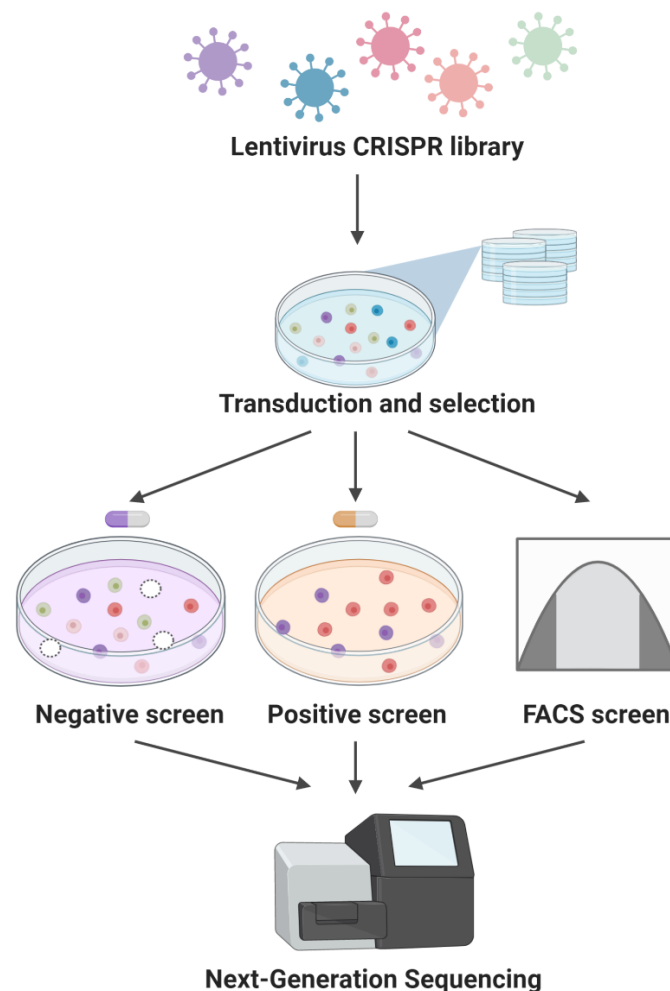 Lentivirus CRISPR library
Transduction and selection
Negative screen
Positive screen
FACS screen
Next-Generation Sequencing